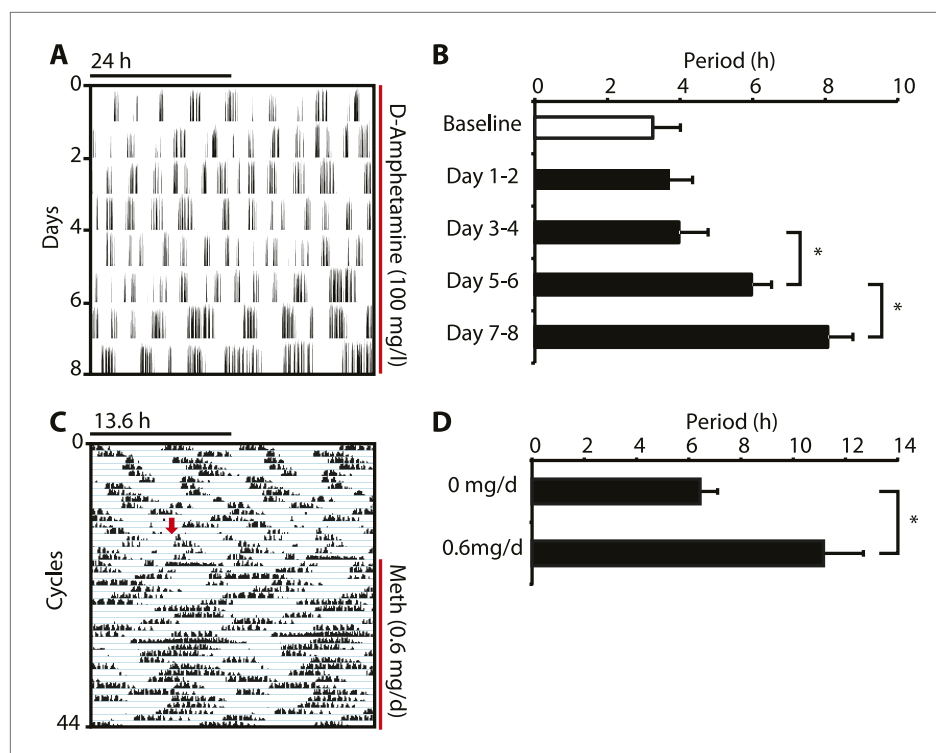 A
24 h
0
2
4
6
8
Days
D-Amphetamine (100 mg/l)
B
Period (h)
0 2 4 6 8 10
Baseline
Day 1-2
Day 3-4
Day 5-6
Day 7-8
*
*
C
13.6 h
0
44
Cycles
Meth (0.6 mg/d)
D
Period (h)
0 2 4 6 8 10 12 14
0 mg/d
0.6mg/d
*